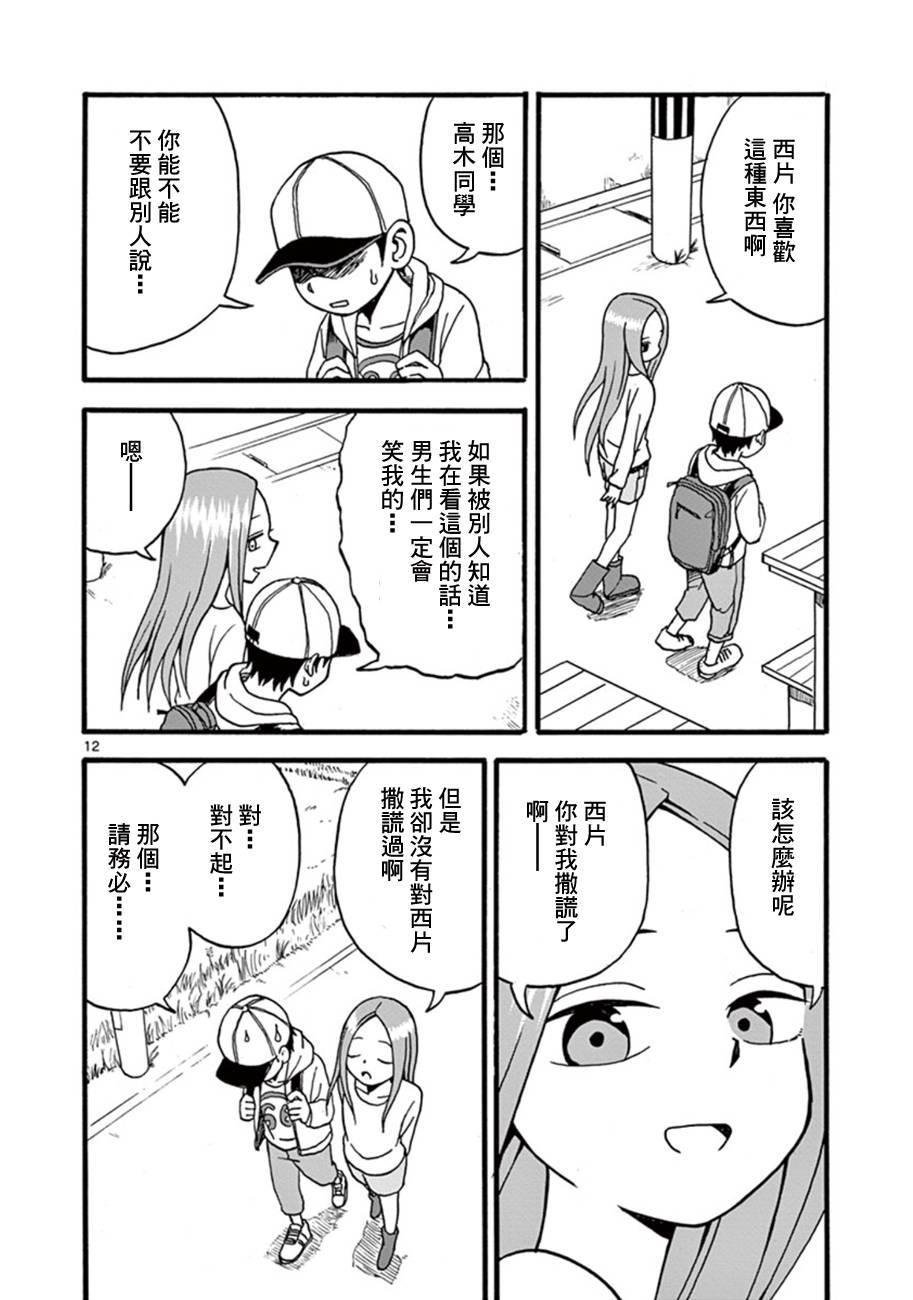 西片 你喜歡
這種東西啊
那個…
高木同學
你能不能
不要跟別人說…
如果被別人知道
我在看這個的話…
男生們一定會
笑我的…
嗯——
12
該怎麼辦呢
西片
你對我撒謊了
啊——
但是
我卻沒有對西片
撒謊過啊
對…
對不起…
那個…
請務必……